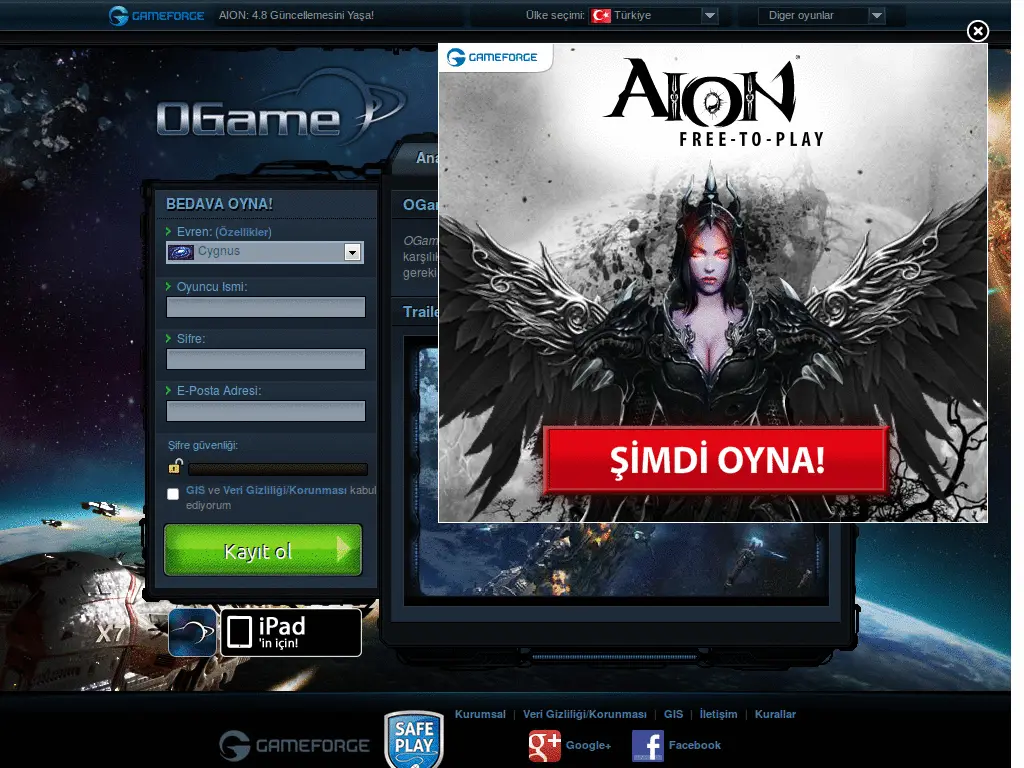 GAMEFORGE
AION: 4.8 Güncellemesini Yaşa!
Ülke seçimi:
Türkiye
Diger oyunlar
GAMEFORGE
AION
FREE-TO-PLAY
ŞİMDİ OYNA!
OGame
BEDAVA OYNA!
Evren: (Özellikler)
Cygnus
Oyuncu Ismi:
Sifre:
E-Posta Adresi:
Şifre güvenliği:
GIS ve Veri Gizliliği/Korunması kabul
ediyorum
Kayıt ol
X7
iPad
'in için!
Kurumsal | Veri Gizliliği/Korunması | GIS | İletişim | Kurallar
GAMEFORGE
SAFE
PLAY
g+
Google+
f
Facebook